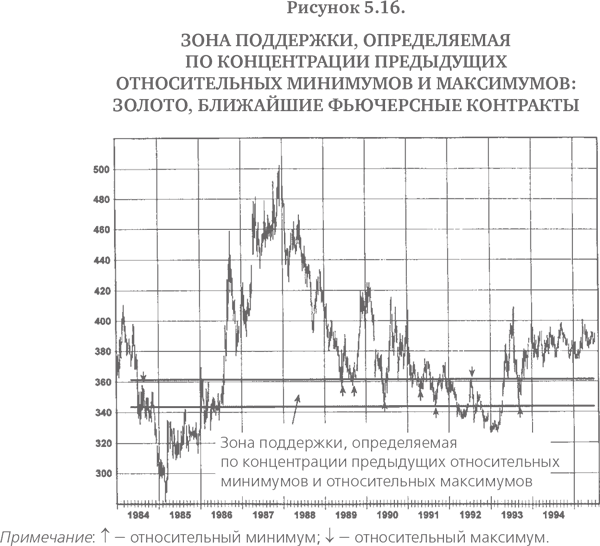 Рисунок 5.16.
ЗОНА ПОДДЕРЖКИ, ОПРЕДЕЛЯЕМАЯ
ПО КОНЦЕНТРАЦИИ ПРЕДЫДУЩИХ
ОТНОСИТЕЛЬНЫХ МИНИМУМОВ И МАКСИМУМОВ:
ЗОЛОТО, БЛИЖАЙШИЕ ФЬЮЧЕРСНЫЕ КОНТРАКТЫ
500
480
460
440
420
400
380
360
340
320
300
Зона поддержки, определяемая
по концентрации предыдущих относительных
минимумов и относительных максимумов
1984 1985 1986 1987 1988 1989 1990 1991 1992 1993 1994
Примечание: ↑ – относительный минимум; ↓ – относительный максимум.